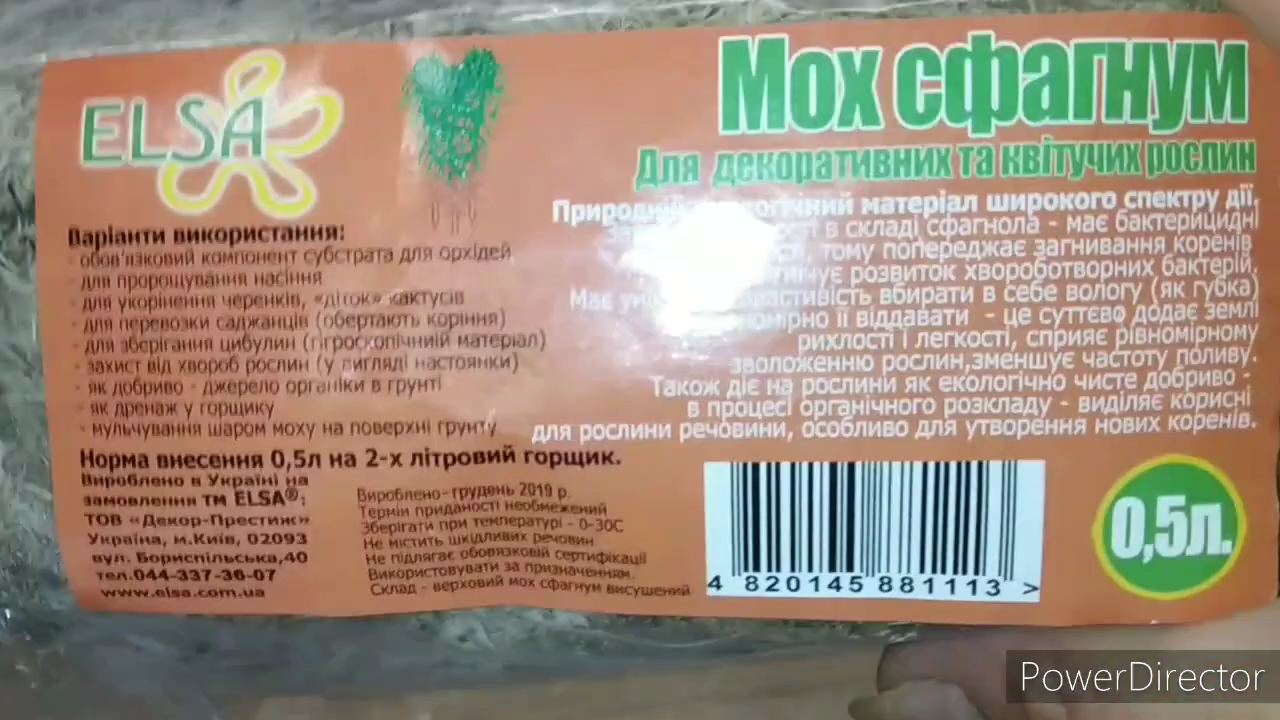 ELSA
Мох сфагнум
Для декоративних та квітучих рослин
Варіанти використання:
- обов'язковий компонент субстрата для орхідей
- для пророщування насіння
- для укорінення черенків, «діток» кактусів
- для перевозки саджанців (обертають коріння)
- для зберігання цибулин (гігроскопічніий матеріал)
- захист від хвороб рослин (у вигляді настоянки)
- як добриво - джерело органіки в грунті
- як дренаж у горщику
- мульчування шаром моху на поверхні грунту
Норма внесення 0,5л на 2-х літровий горщик.
Природній матеріал широкого спектру дії.
в складі сфагнола - має бактерицидні
тому попереджає загнивання коренів
розвиток хвороботворних бактерій.
Має вбирати в себе вологу (як губка)
її віддавати - це суттєво додає землі
рихлості і легкості, сприяє рівномірному
зволоженню рослин,зменшує частоту поливу.
Також діє на рослини як екологічно чисте добриво -
в процесі органічного розкладу - виділяє корисні
для рослини речовини, особливо для утворення нових коренів.
Вироблено в Україні на
замовлення ТМ ELSA®:
ТОВ «Декор-Престиж»
Україна, м.Київ, 02093
вул. Бориспільська,40
тел.044-337-36-07
www.elsa.com.ua
Вироблено- грудень 2019 р.
Термін приданості необмежений
Зберігати при температурі - 0-30С
Не містить шкідливих речовин.
Не підлягає обовязковій сертифікації
Використовувати за призначенням.
Склад - верховий мох сфагнум висушений
4 820145 881113 >
0,5л.
PowerDirector